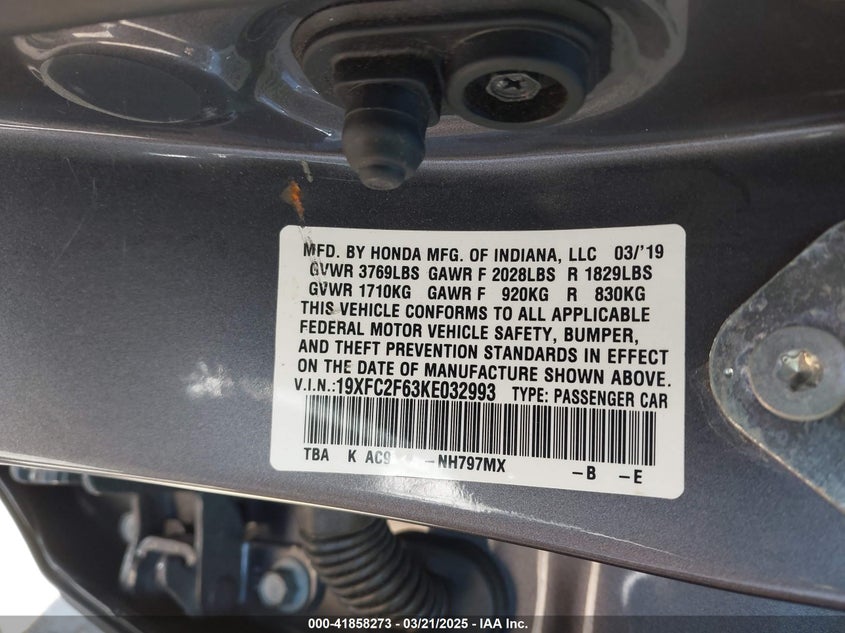 MFD. BY HONDA MFG. OF INDIANA, LLC 03/'19
GVWR 3769LBS GAWR F 2028LBS R 1829LBS
GVWR 1710KG GAWR F 920KG R 830KG
THIS VEHICLE CONFORMS TO ALL APPLICABLE
FEDERAL MOTOR VEHICLE SAFETY, BUMPER,
AND THEFT PREVENTION STANDARDS IN EFFECT
ON THE DATE OF MANUFACTURE SHOWN ABOVE.
V.I.N.:19XFC2F63KE032993 TYPE: PASSENGER CAR
TBA K -NH797MX -B -E
000-41858273 - 03/21/2025 - IAA Inc.